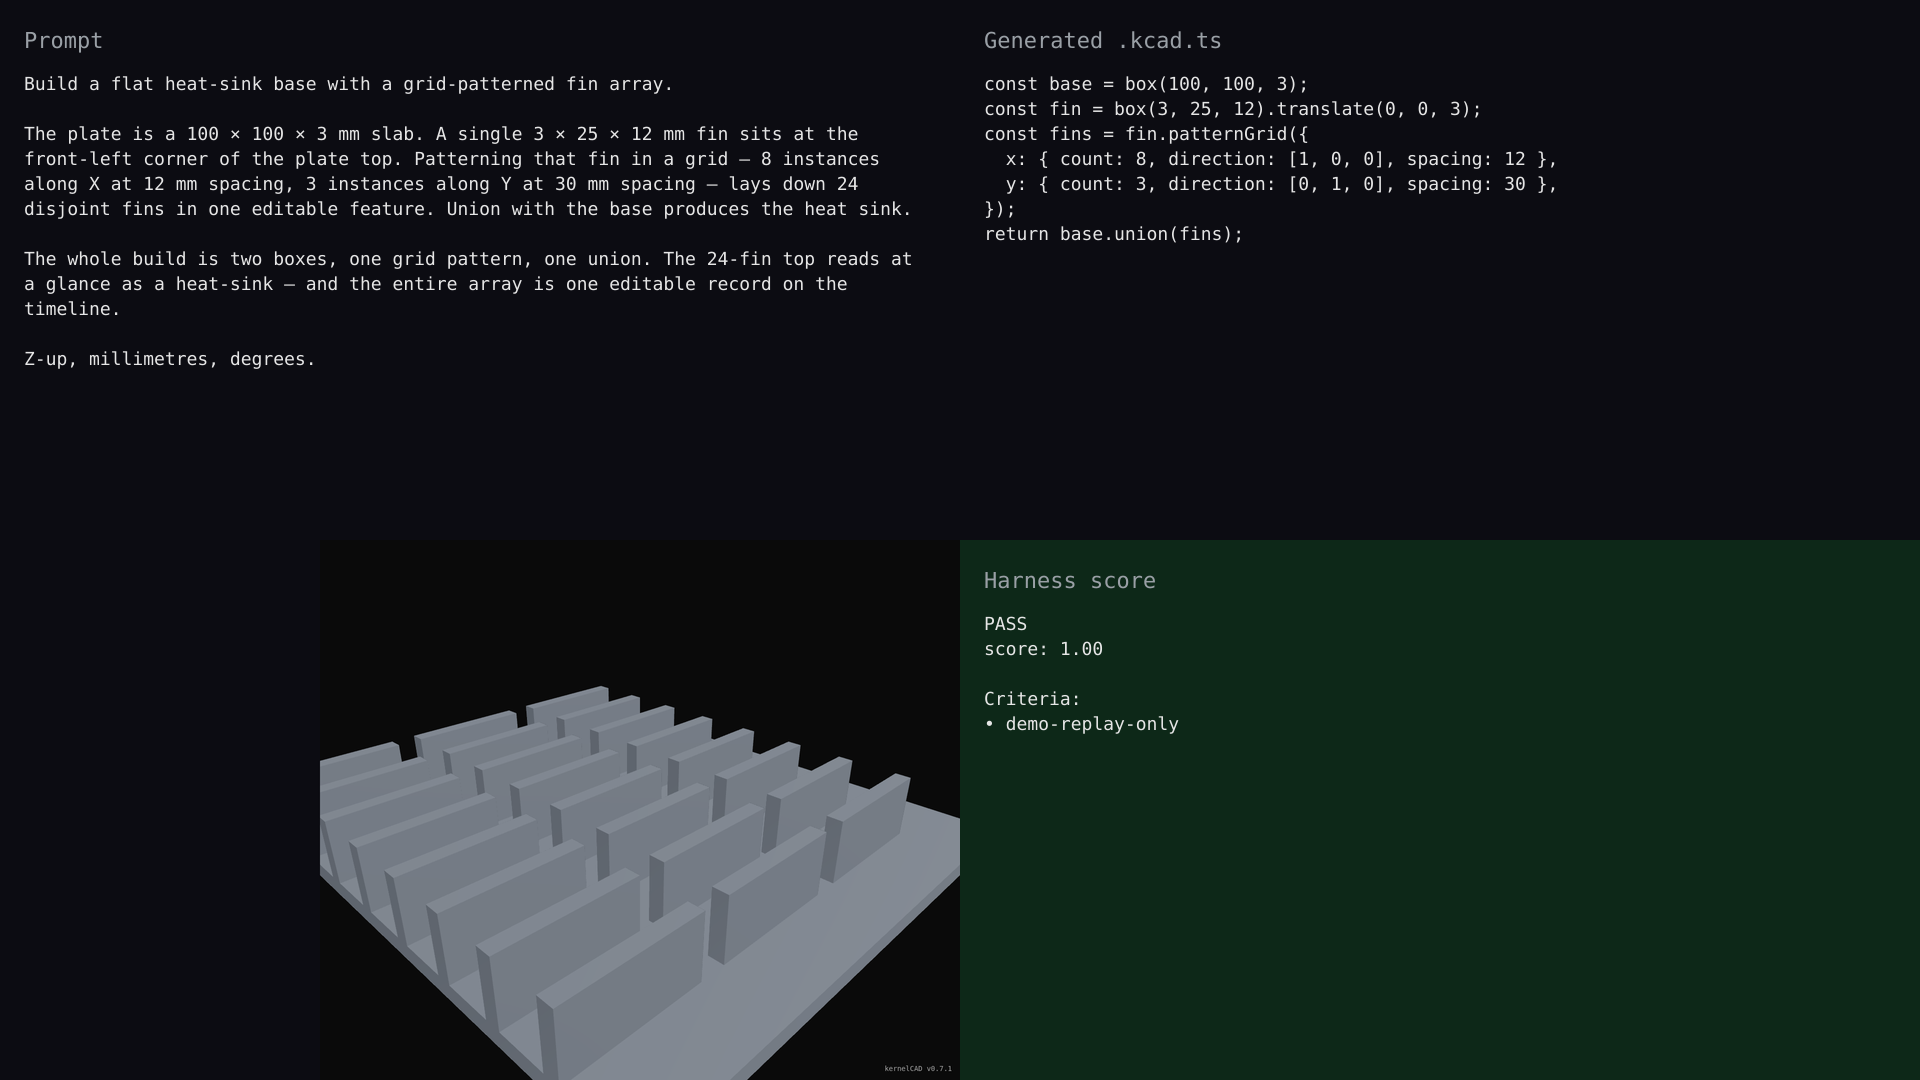 Prompt
Build a flat heat-sink base with a grid-patterned fin array.
The plate is a 100 × 100 × 3 mm slab. A single 3 × 25 × 12 mm fin sits at the
front-left corner of the plate top. Patterning that fin in a grid — 8 instances
along X at 12 mm spacing, 3 instances along Y at 30 mm spacing — lays down 24
disjoint fins in one editable feature. Union with the base produces the heat sink.
The whole build is two boxes, one grid pattern, one union. The 24-fin top reads at
a glance as a heat-sink — and the entire array is one editable record on the
timeline.
Z-up, millimetres, degrees.
Generated .kcad.ts
const base = box(100, 100, 3);
const fin = box(3, 25, 12).translate(0, 0, 3);
const fins = fin.patternGrid({
  x: { count: 8, direction: [1, 0, 0], spacing: 12 },
  y: { count: 3, direction: [0, 1, 0], spacing: 30 },
});
return base.union(fins);
kernelCAD v0.7.1
Harness score
PASS
score: 1.00
Criteria:
• demo-replay-only